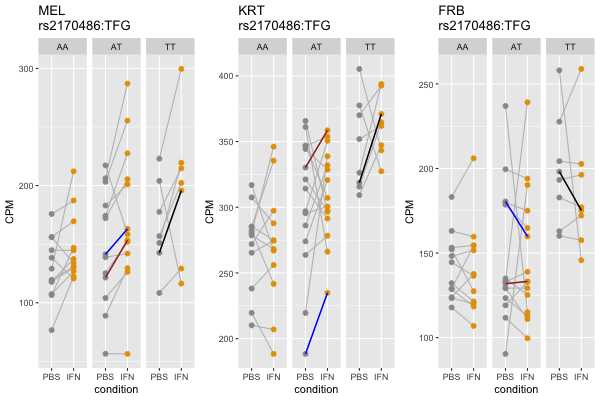 MEL
rs2170486:TFG
AA AT TT
300
200
100
CPM
PBS IFN PBS IFN PBS IFN
condition
KRT
rs2170486:TFG
AA AT TT
400
350
300
250
200
CPM
PBS IFN PBS IFN PBS IFN
condition
FRB
rs2170486:TFG
AA AT TT
250
200
150
100
CPM
PBS IFN PBS IFN PBS IFN
condition